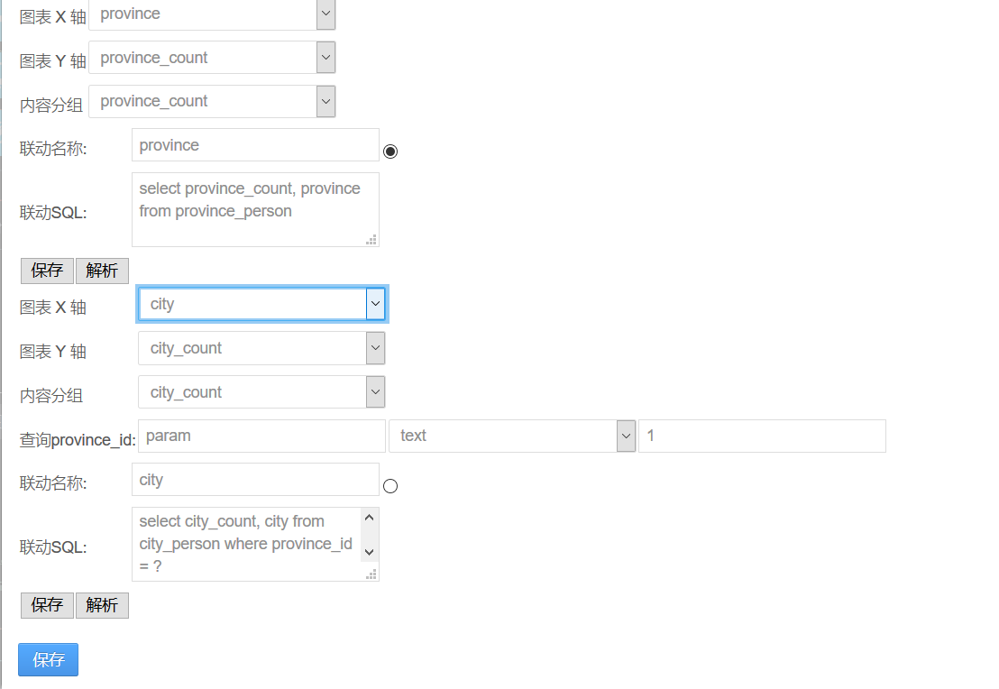 图表 X 轴 province
图表 Y 轴 province_count
内容分组 province_count
联动名称: province
联动SQL: select province_count, province
from province_person
保存 解析
图表 X 轴 city
图表 Y 轴 city_count
内容分组 city_count
查询province_id: param text 1
联动名称: city
联动SQL: select city_count, city from
city_person where province_id
= ?
保存 解析
保存